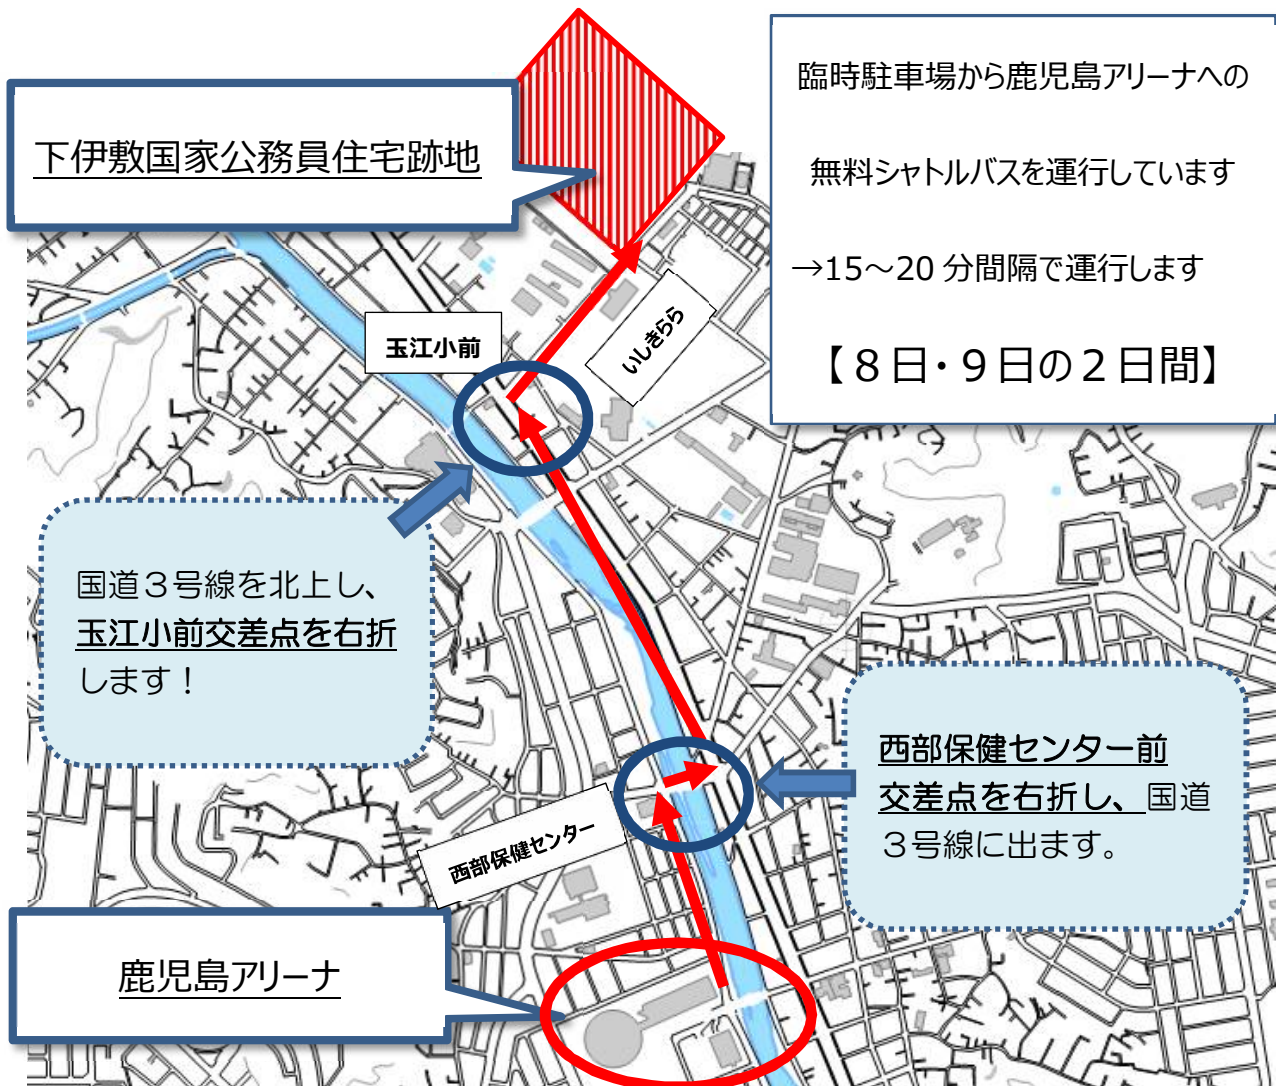 下伊敷国家公務員住宅跡地
臨時駐車場から鹿児島アリーナへの
無料シャトルバスを運行しています
→15～20 分間隔で運行します
【８日・９日の２日間】
玉江小前
いしきらら
国道３号線を北上し、
玉江小前交差点を右折
します！
西部保健センター前
交差点を右折し、国道
３号線に出ます。
西部保健センター
鹿児島アリーナ